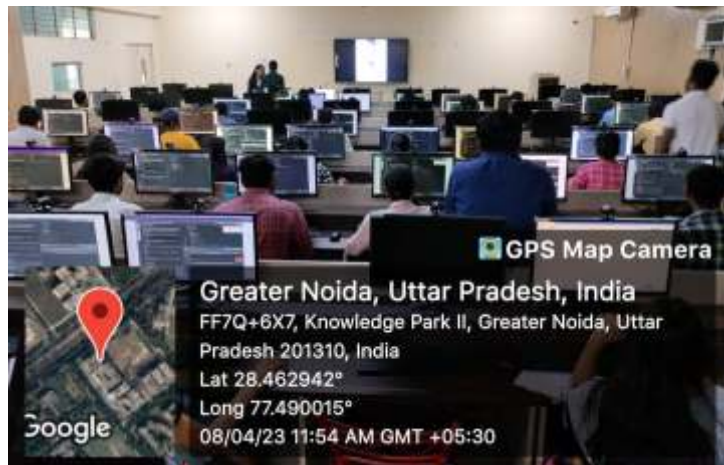 GPS Map Camera
Greater Noida, Uttar Pradesh, India
FF7Q+6X7, Knowledge Park II, Greater Noida, Uttar
Pradesh 201310, India
Lat 28.462942°
Long 77.490015°
08/04/23 11:54 AM GMT +05:30
Google